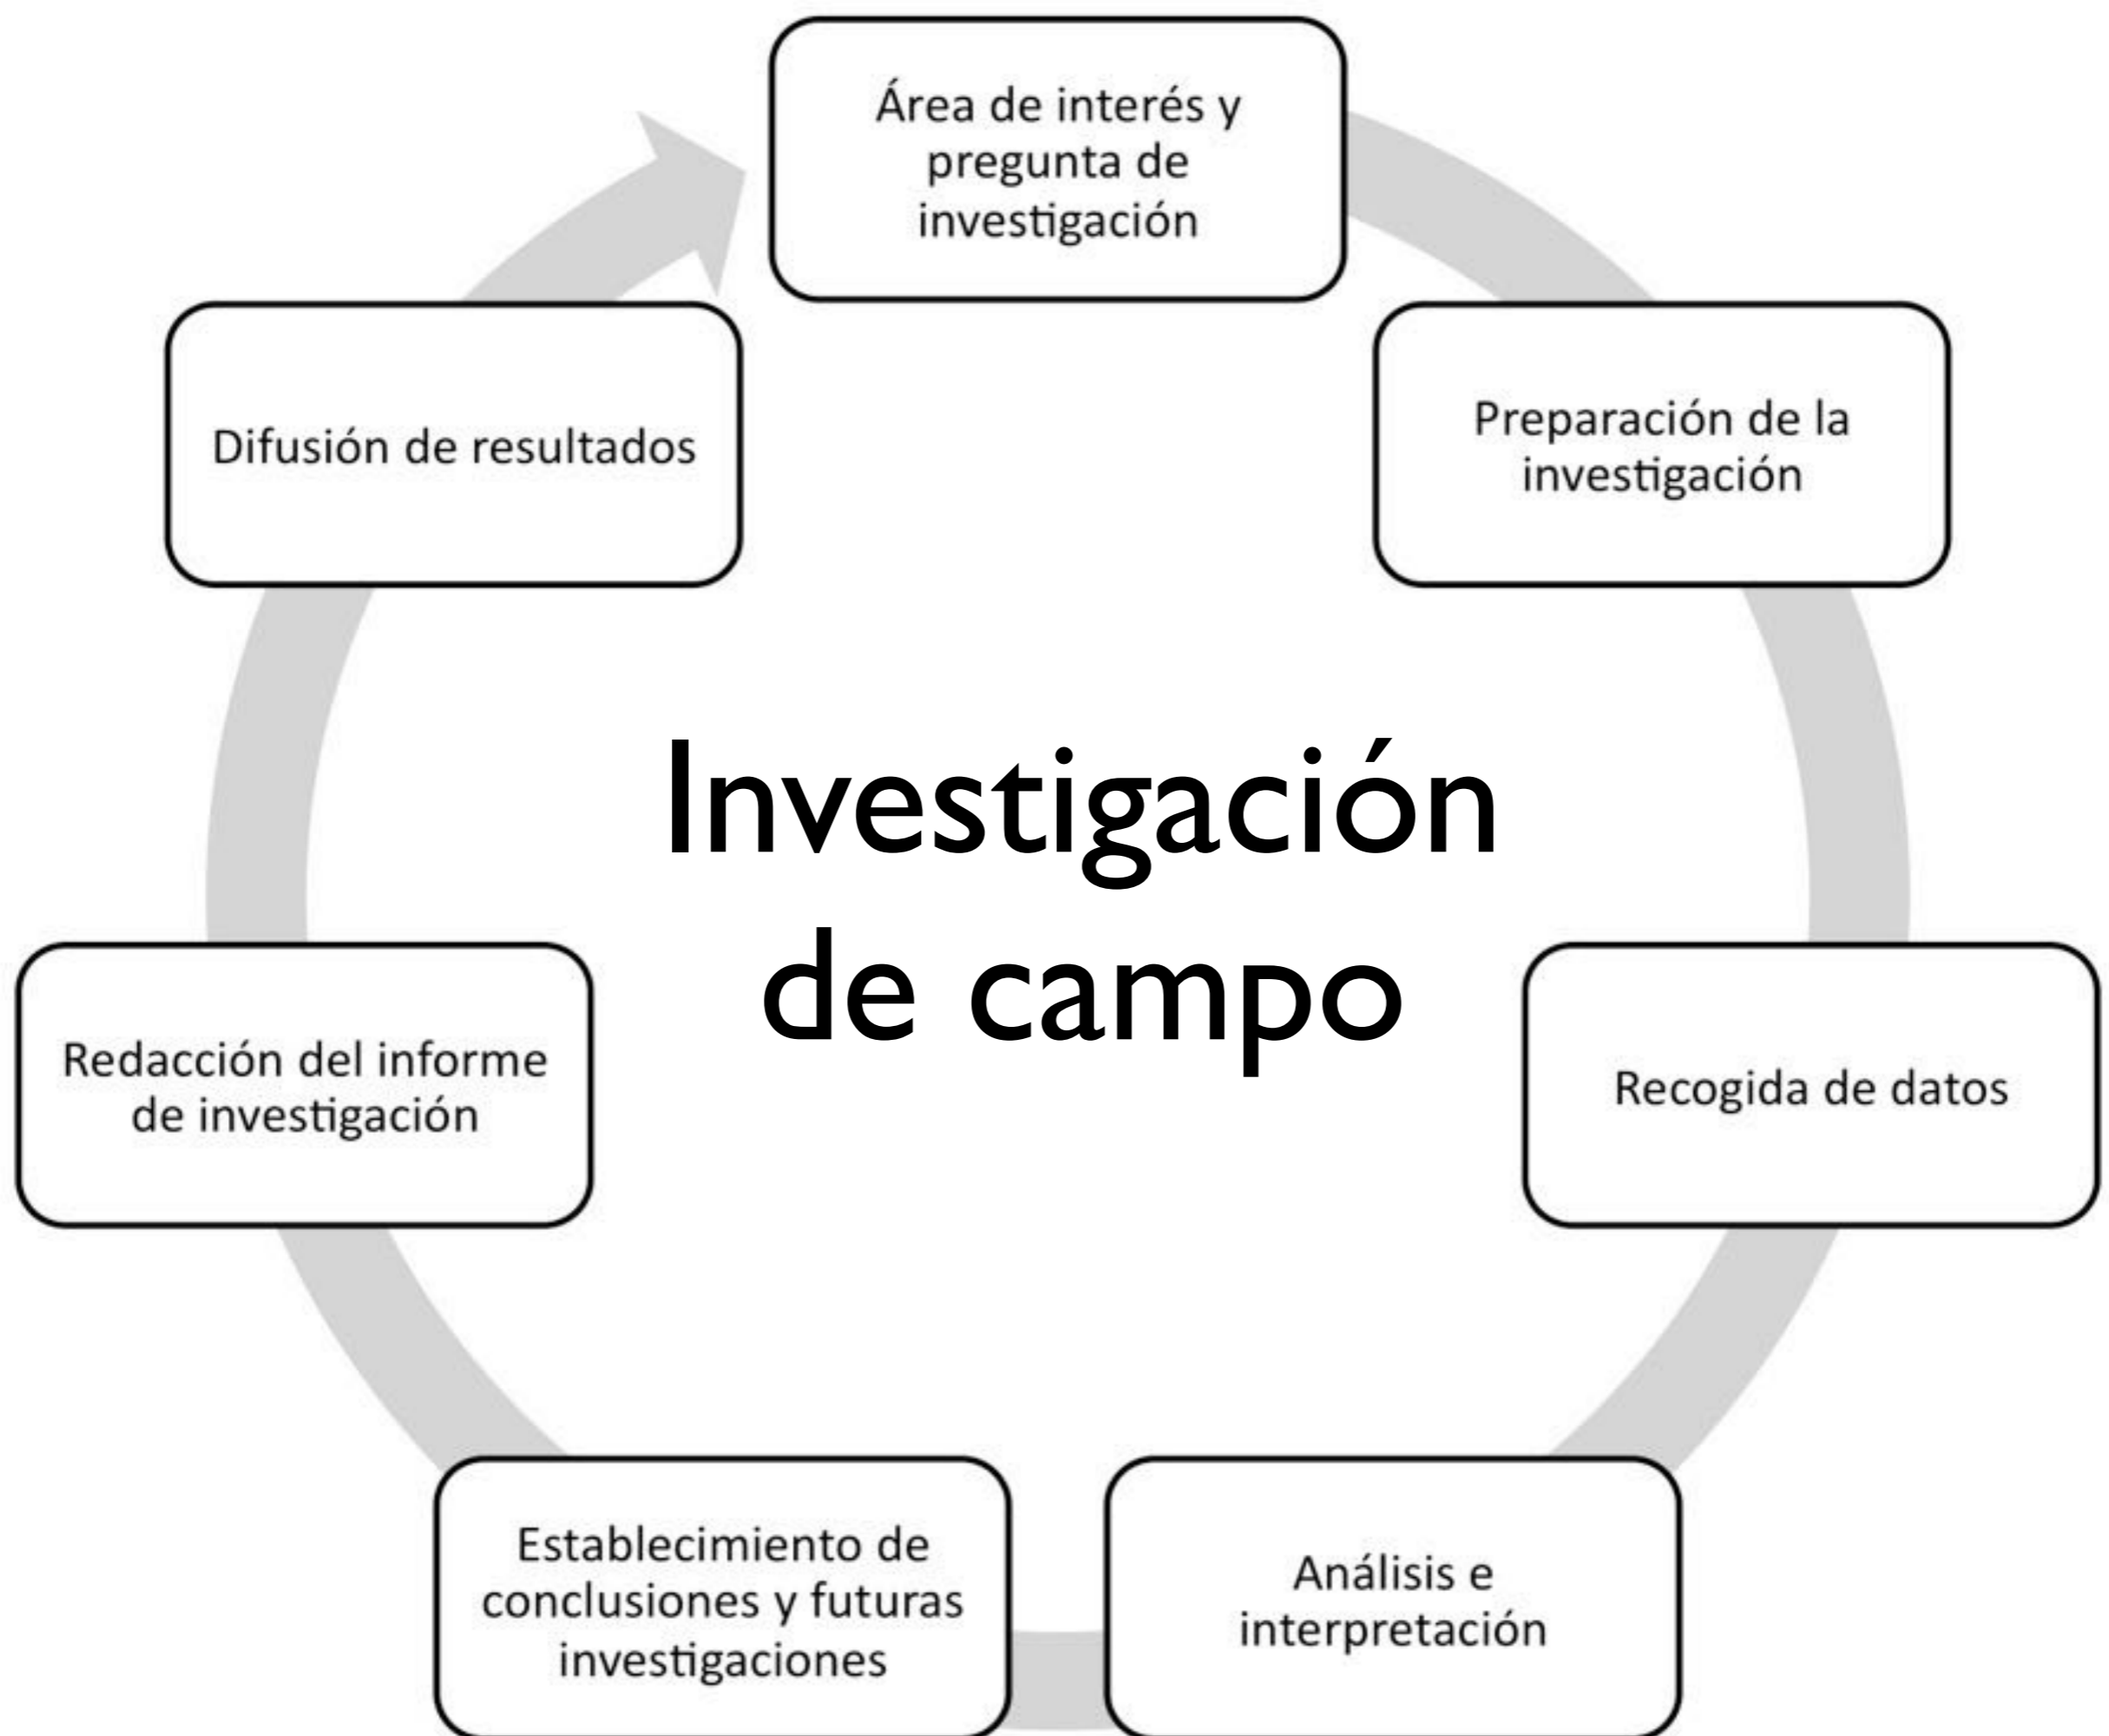 Área de interés y
pregunta de
investigación
Preparación de la
investigación
Recogida de datos
Análisis e
interpretación
Establecimiento de
conclusiones y futuras
investigaciones
Redacción del informe
de investigación
Difusión de resultados
Investigación
de campo